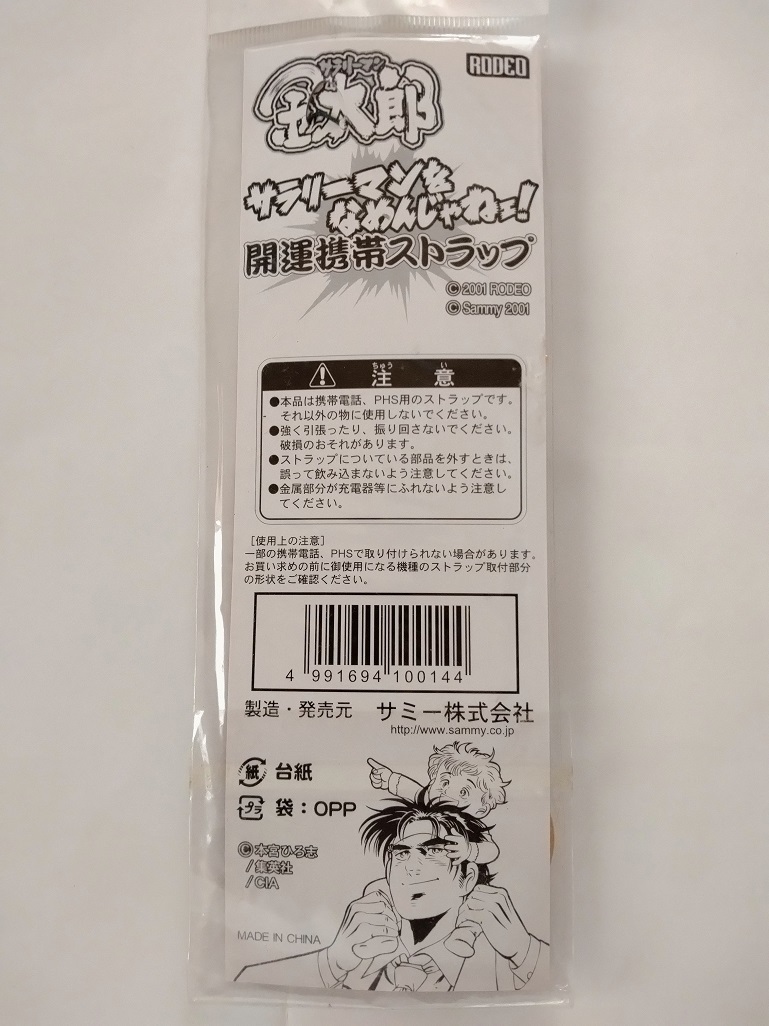 サラリーマン
金太郎
RODEO
サラリーマンを
なめんじゃねェ!
開運携帯ストラップ
© 2001 RODEO
© Sammy 2001
ちゅう い
注 意
●本品は携帯電話、PHS用のストラップです。
それ以外の物に使用しないでください。
●強く引張ったり、振り回さないでください。
破損のおそれがあります。
●ストラップについている部品を外すときは、
誤って飲み込まないよう注意してください。
●金属部分が充電器等にふれないよう注意し
てください。
［使用上の注意］
一部の携帯電話、PHSで取り付けられない場合があります。
お買い求めの前に御使用になる機種のストラップ取付部分
の形状をご確認ください。
4 991694 100144
製造・発売元 サミー株式会社
http://www.sammy.co.jp
紙 台紙
プラ 袋：OPP
© 本宮ひろ志
/集英社
/CIA
MADE IN CHINA